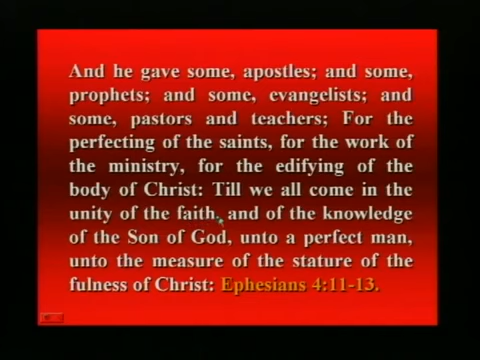 And he gave some, apostles; and some,
prophets; and some, evangelists; and
some, pastors and teachers; For the
perfecting of the saints, for the work of
the ministry, for the edifying of the
body of Christ: Till we all come in the
unity of the faith, and of the knowledge
of the Son of God, unto a perfect man,
unto the measure of the stature of the
fulness of Christ: Ephesians 4:11-13.